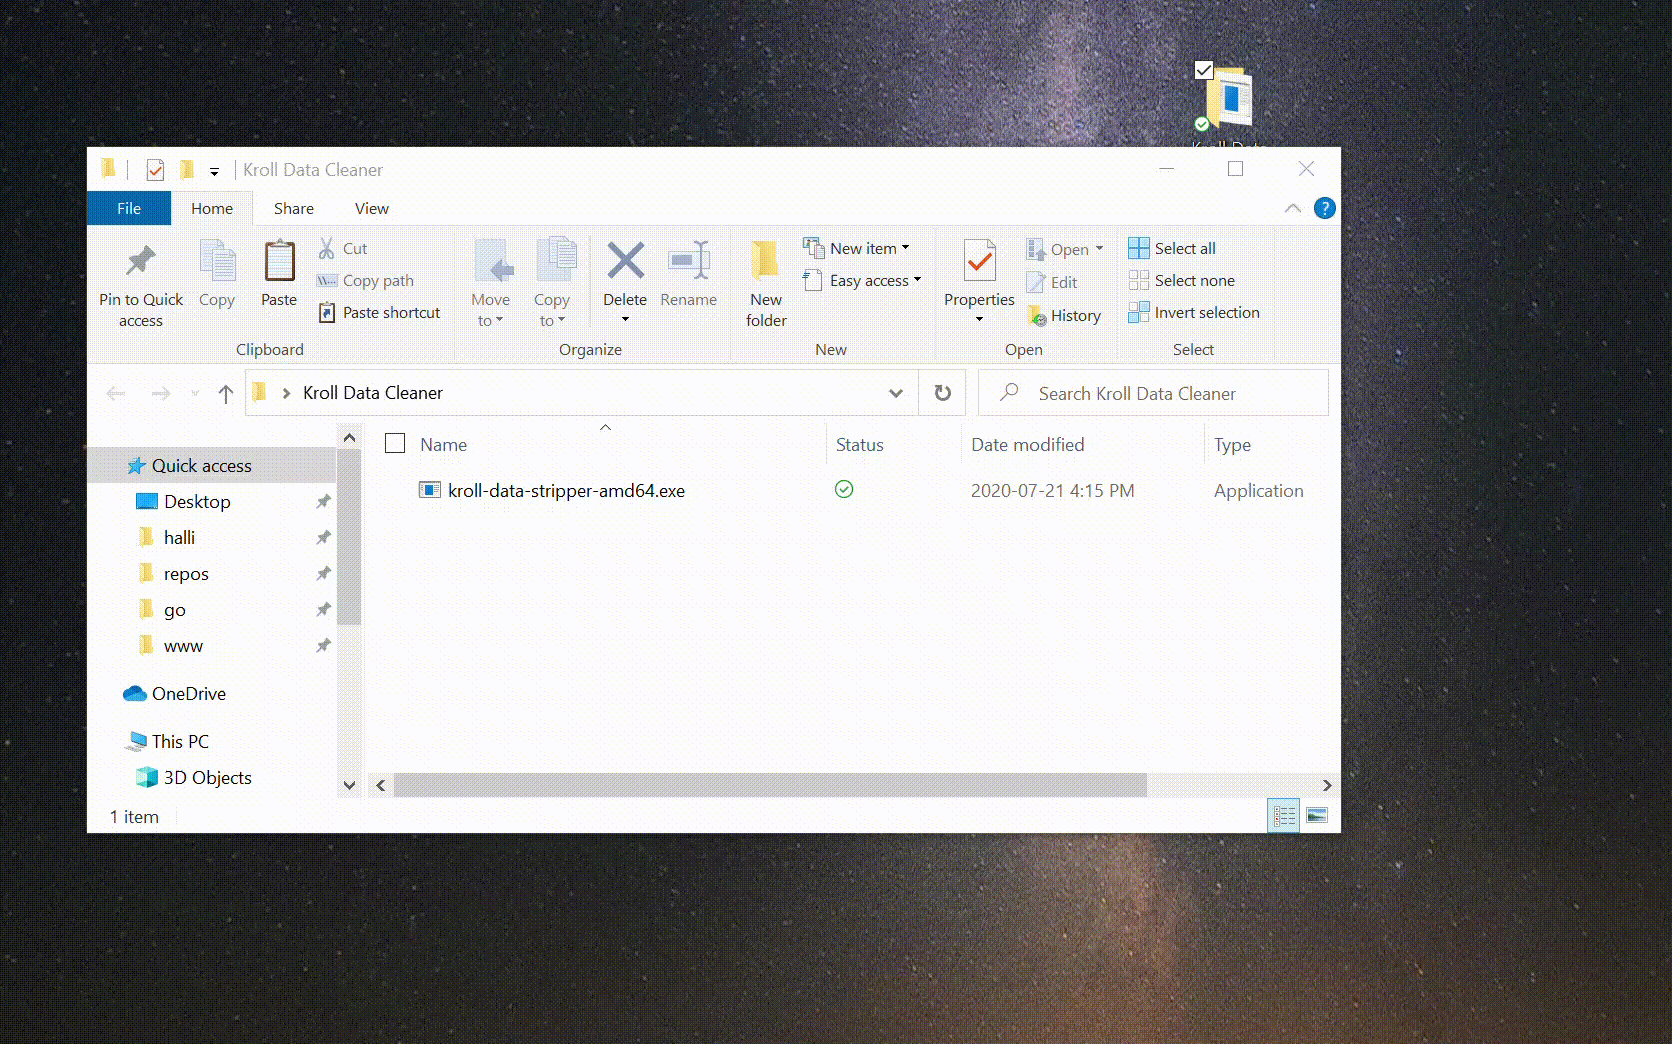 Kroll Data Cleaner
File Home Share View
Pin to Quick access
Copy
Paste
Cut
Copy path
Paste shortcut
Clipboard
Move to
Copy to
Delete
Rename
Organize
New folder
New item
Easy access
New
Properties
Open
Edit
History
Open
Select all
Select none
Invert selection
Select
Kroll Data Cleaner
Search Kroll Data Cleaner
Name Status Date modified Type
kroll-data-stripper-amd64.exe 2020-07-21 4:15 PM Application
Quick access
Desktop
halli
repos
go
www
OneDrive
This PC
3D Objects
1 item